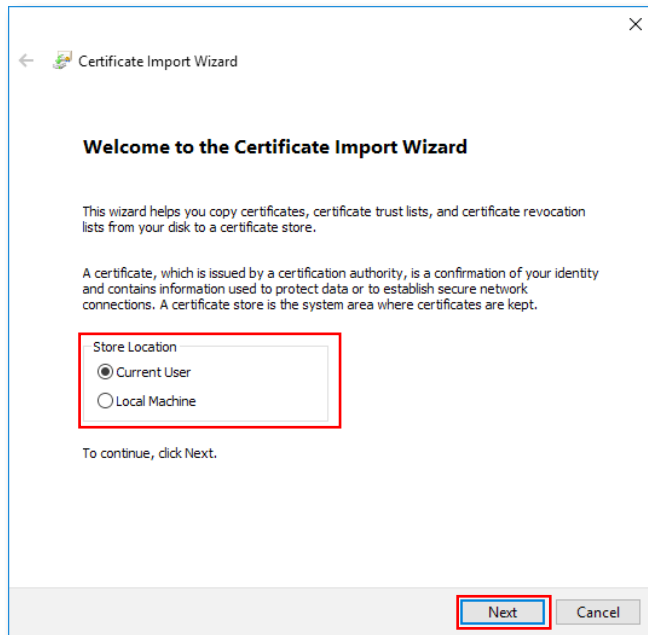 Certificate Import Wizard
Welcome to the Certificate Import Wizard
This wizard helps you copy certificates, certificate trust lists, and certificate revocation
lists from your disk to a certificate store.
A certificate, which is issued by a certification authority, is a confirmation of your identity
and contains information used to protect data or to establish secure network
connections. A certificate store is the system area where certificates are kept.
Store Location
Current User
Local Machine
To continue, click Next.
Next Cancel